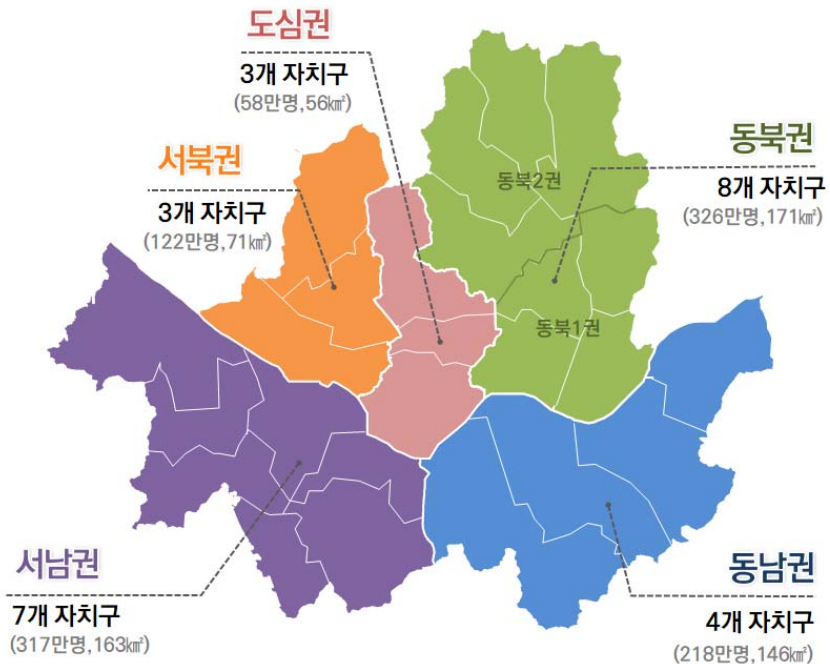 도심권
3개 자치구
(58만명,56㎢)
서북권
3개 자치구
(122만명,71㎢)
동북권
8개 자치구
(326만명,171㎢)
동북2권
동북1권
서남권
7개 자치구
(317만명,163㎢)
동남권
4개 자치구
(218만명,146㎢)